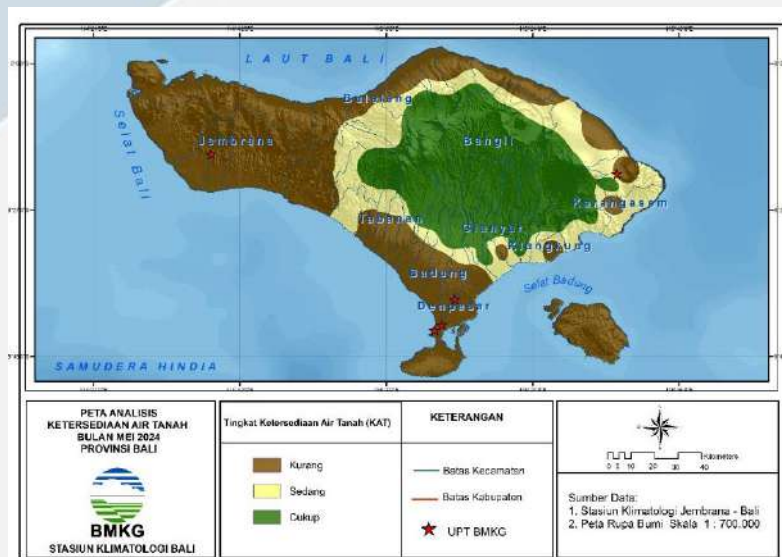 LAUT BALI
Buleleng
Selat Bali
Jembrana
Bangli
Karangasem
Tabanan
Gianyar
Klungkung
Badung
Selat Badung
Denpasar
SAMUDERA HINDIA
PETA ANALISIS
KETERSEDIAAN AIR TANAH
BULAN MEI 2024
PROVINSI BALI
BMKG
STASIUN KLIMATOLOGI BALI
Tingkat Ketersediaan Air Tanah (KAT)
Kurang
Sedang
Cukup
KETERANGAN
Batas Kecamatan
Batas Kabupaten
UPT BMKG
Kilometers
0 5 10 20 30 40
Sumber Data:
1. Stasiun Klimatologi Jembrana - Bali
2. Peta Rupa Bumi Skala 1 : 700.000